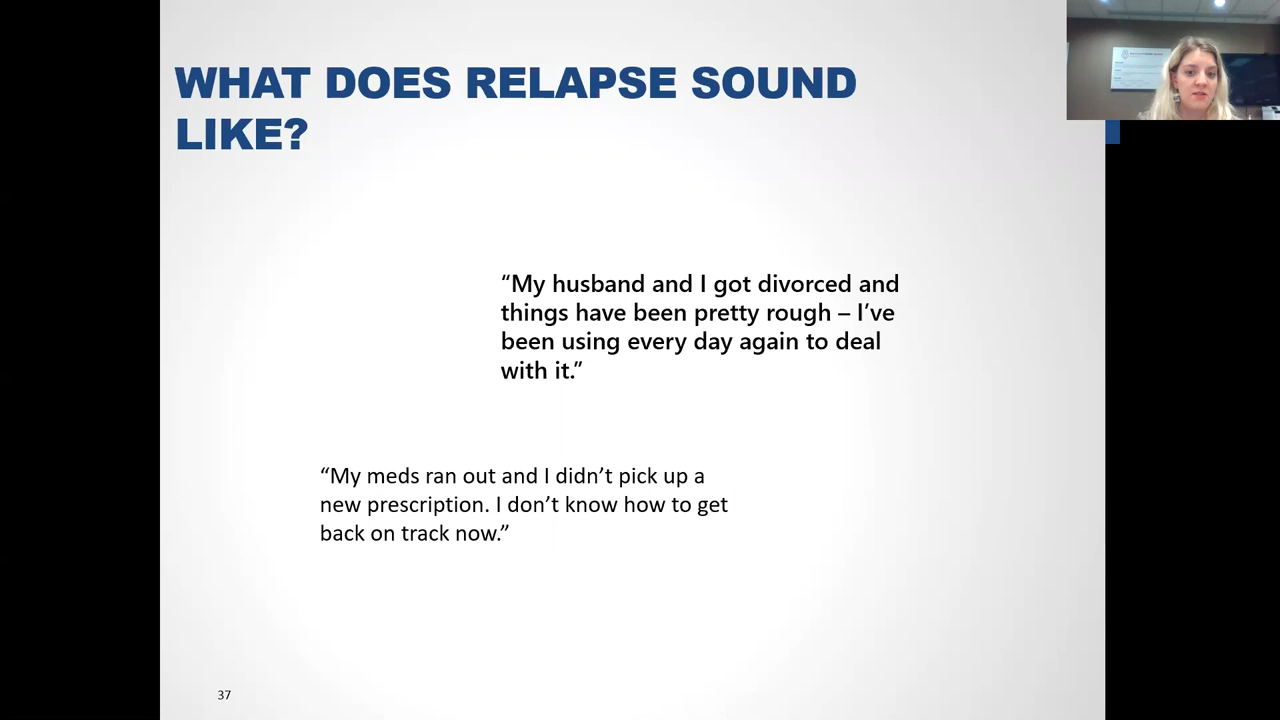 WHAT DOES RELAPSE SOUND
LIKE?
“My husband and I got divorced and
things have been pretty rough – I’ve
been using every day again to deal
with it.”
“My meds ran out and I didn’t pick up a
new prescription. I don’t know how to get
back on track now.”
37